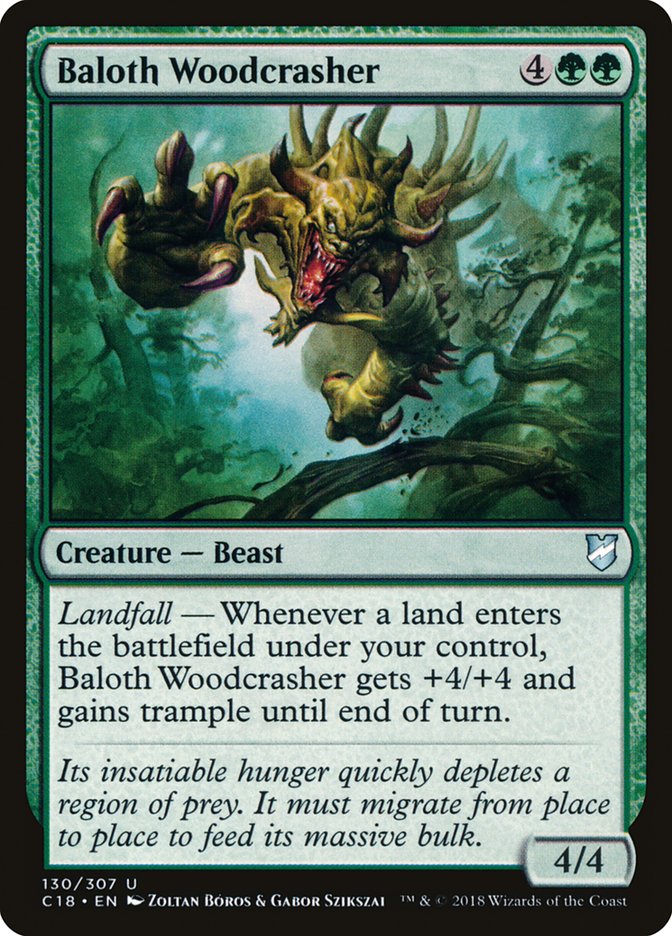 Baloth Woodcrasher 4
Creature — Beast
Landfall — Whenever a land enters
the battlefield under your control,
Baloth Woodcrasher gets +4/+4 and
gains trample until end of turn.
Its insatiable hunger quickly depletes a
region of prey. It must migrate from place
to place to feed its massive bulk.
4/4
130/307 U
C18 • EN Zoltan Boros & Gabor Szikszai ™ & © 2018 Wizards of the Coast